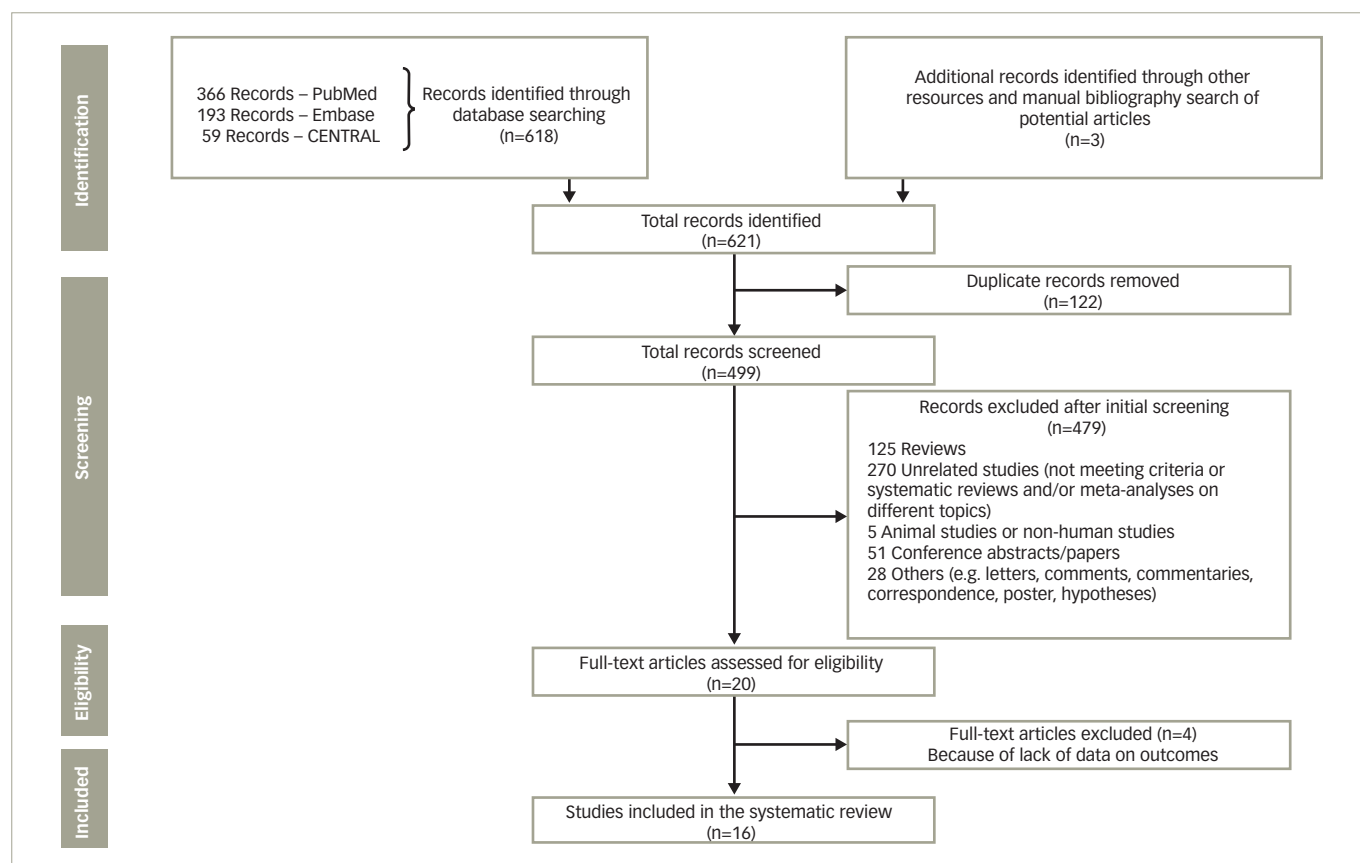 Identification
366 Records – PubMed
193 Records – Embase
59 Records – CENTRAL
Records identified through
database searching
(n=618)
Additional records identified through other
resources and manual bibliography search of
potential articles
(n=3)
Total records identified
(n=621)
Screening
Duplicate records removed
(n=122)
Total records screened
(n=499)
Records excluded after initial screening
(n=479)
125 Reviews
270 Unrelated studies (not meeting criteria or
systematic reviews and/or meta-analyses on
different topics)
5 Animal studies or non-human studies
51 Conference abstracts/papers
28 Others (e.g. letters, comments, commentaries,
correspondence, poster, hypotheses)
Eligibility
Full-text articles assessed for eligibility
(n=20)
Full-text articles excluded (n=4)
Because of lack of data on outcomes
Included
Studies included in the systematic review
(n=16)